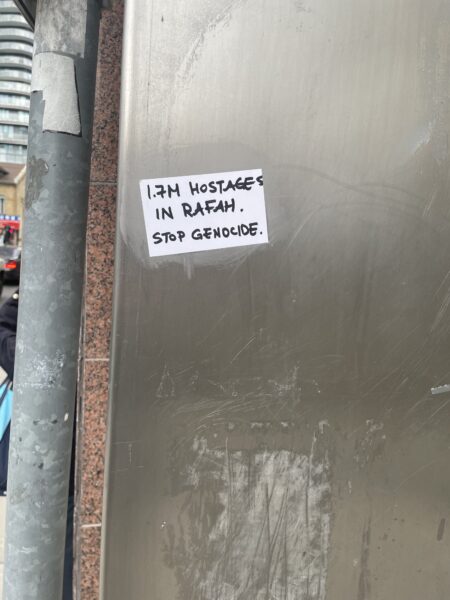 1.7M HOSTAGES
IN RAFAH.
STOP GENOCIDE.